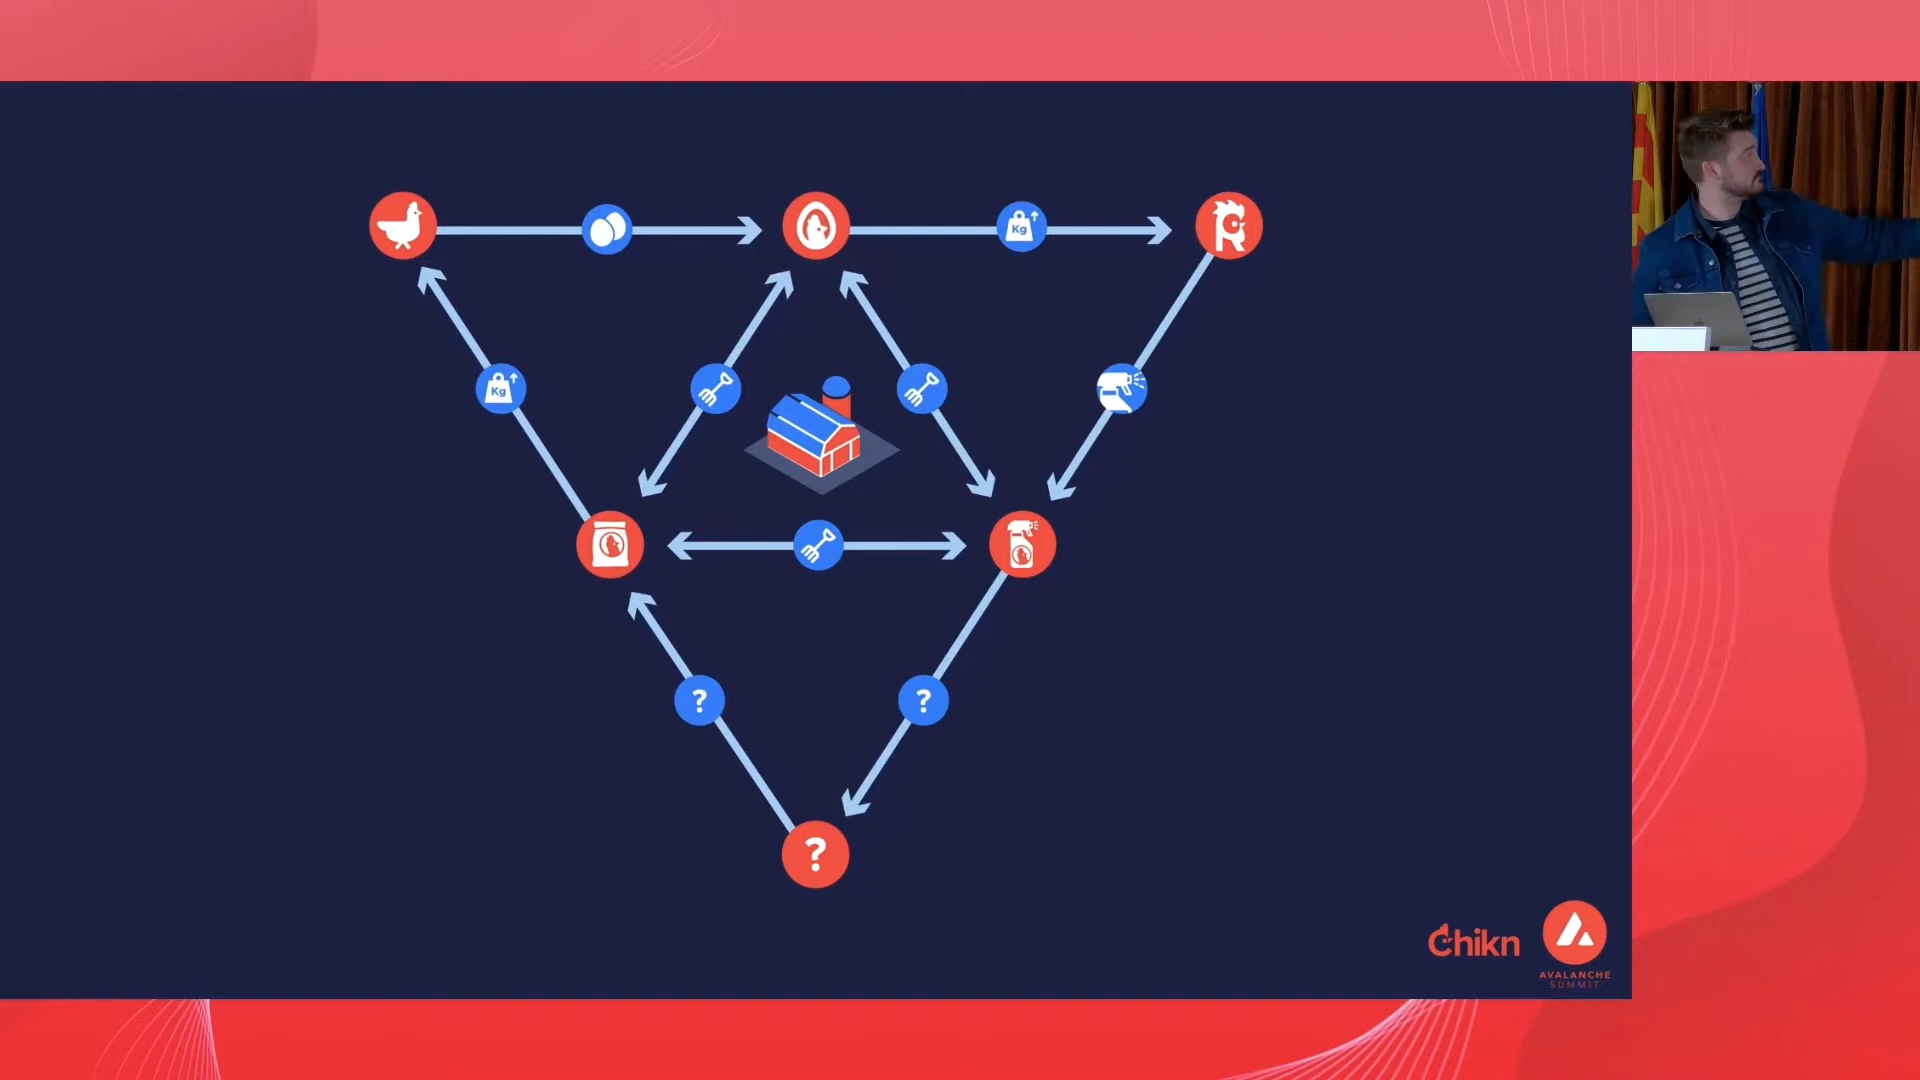 Kg
Kg
?
?
?
Chikn
AVALANCHE
SUMMIT